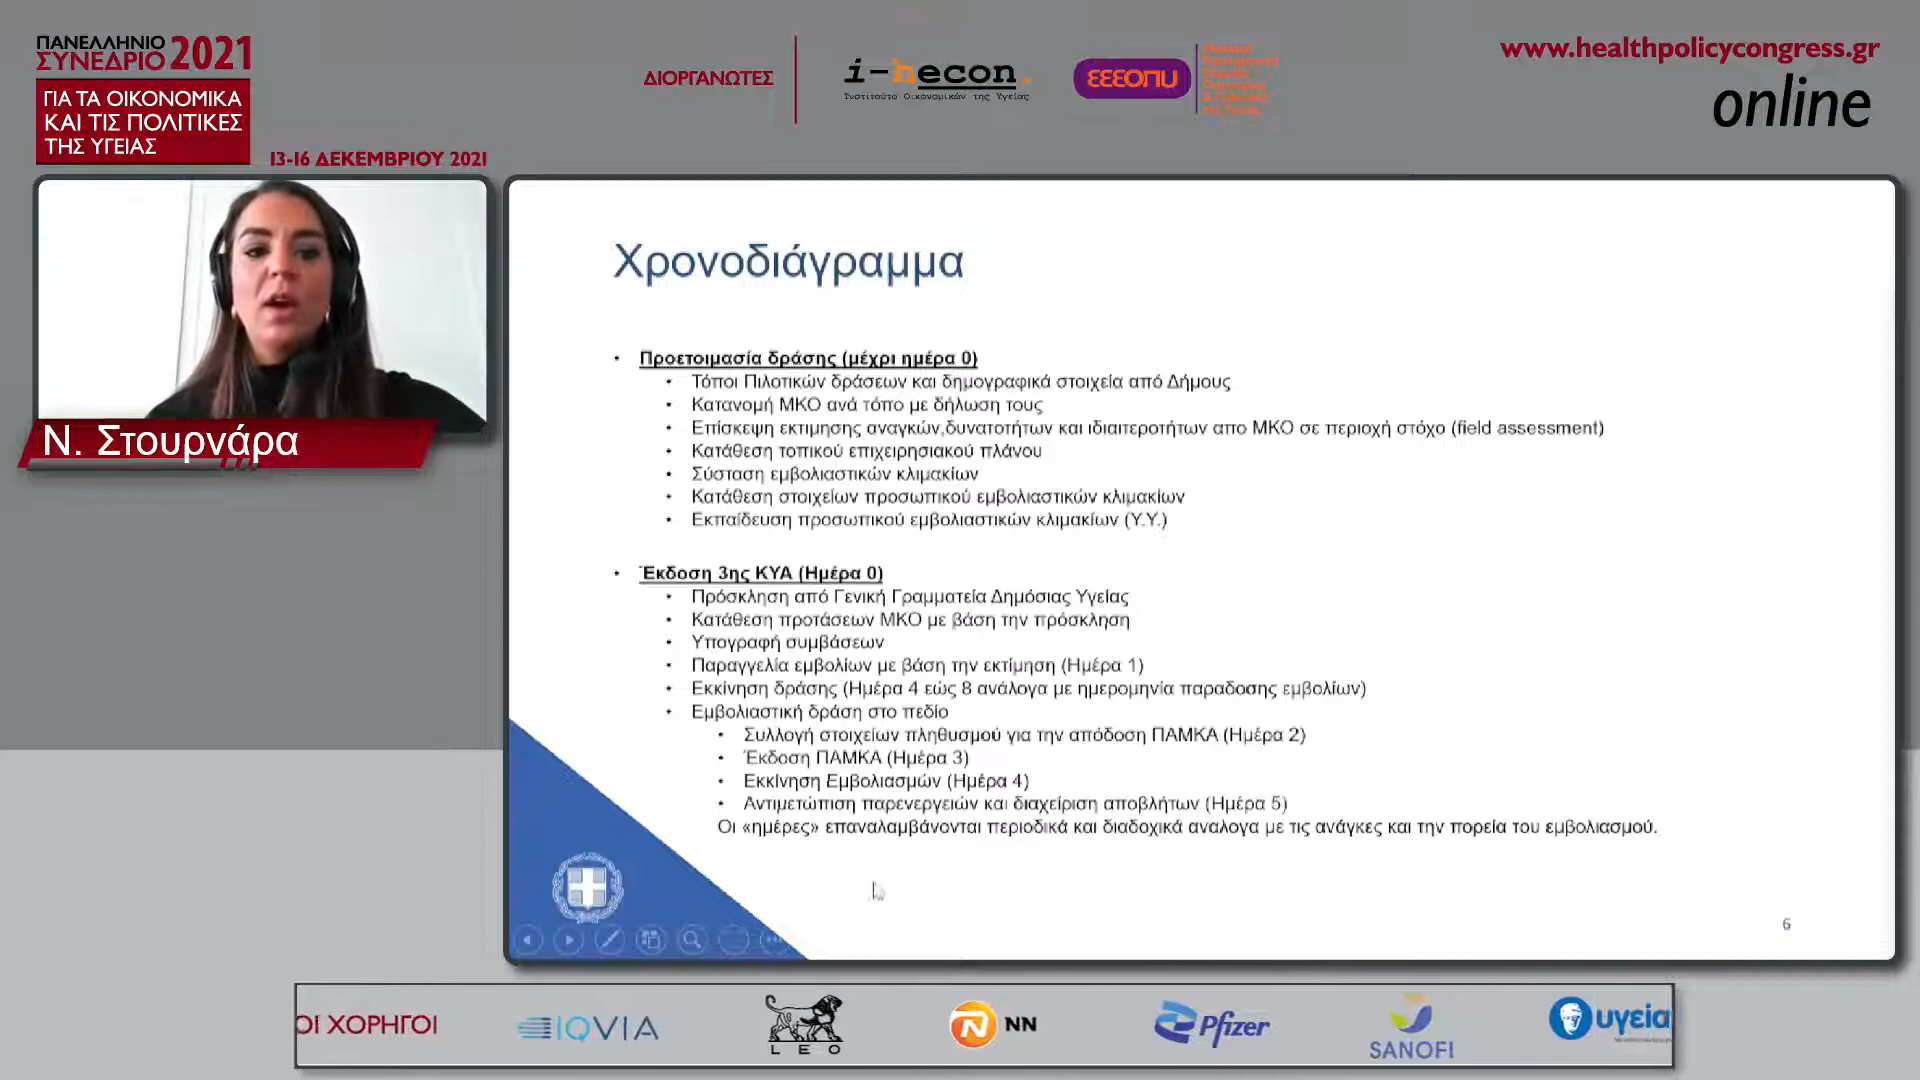 ΠΑΝΕΛΛΗΝΙΟ
ΣΥΝΕΔΡΙΟ 2021
ΓΙΑ ΤΑ ΟΙΚΟΝΟΜΙΚΑ
ΚΑΙ ΤΙΣ ΠΟΛΙΤΙΚΕΣ
ΤΗΣ ΥΓΕΙΑΣ
13-16 ΔΕΚΕΜΒΡΙΟΥ 2021
ΔΙΟΡΓΑΝΩΤΕΣ
i-hecon.
Ινστιτούτο Οικονομικών της Υγείας
ΕΕΕΟΠΥ
www.healthpolicycongress.gr
online
Ν. Στουρνάρα
Χρονοδιάγραμμα
• Προετοιμασία δράσης (μέχρι ημέρα 0)
• Τόποι Πιλοτικών δράσεων και δημογραφικά στοιχεία από Δήμους
• Κατανομή ΜΚΟ ανά τόπο με δήλωση τους
• Επίσκεψη εκτιμησης αναγκών,δυνατοτήτων και ιδιαιτεροτήτων απο ΜΚΟ σε περιοχή στόχο (field assessment)
• Κατάθεση τοπικού επιχειρησιακού πλάνου
• Σύσταση εμβολιαστικών κλιμακίων
• Κατάθεση στοιχείων προσωπικού εμβολιαστικών κλιμακίων
• Εκπαίδευση προσωπικού εμβολιαστικών κλιμακίων (Υ.Υ.)
• Έκδοση 3ης ΚΥΑ (Ημέρα 0)
• Πρόσκληση από Γενική Γραμματεία Δημόσιας Υγείας
• Κατάθεση προτάσεων ΜΚΟ με βάση την πρόσκληση
• Υπογραφή συμβάσεων
• Παραγγελία εμβολίων με βάση την εκτίμηση (Ημέρα 1)
• Εκκίνηση δράσης (Ημέρα 4 εώς 8 ανάλογα με ημερομηνία παραδοσης εμβολίων)
• Εμβολιαστική δράση στο πεδίο
• Συλλογή στοιχείων πληθυσμού για την απόδοση ΠΑΜΚΑ (Ημέρα 2)
• Έκδοση ΠΑΜΚΑ (Ημέρα 3)
• Εκκίνηση Εμβολιασμών (Ημέρα 4)
• Αντιμετώπιση παρενεργειών και διαχείριση αποβλήτων (Ημέρα 5)
Οι «ημέρες» επαναλαμβάνονται περιοδικά και διαδοχικά αναλογα με τις ανάγκες και την πορεία του εμβολιασμού.
6
ΟΙ ΧΟΡΗΓΟΙ
IQVIA
LEO
NN
Pfizer
SANOFI
υγεία